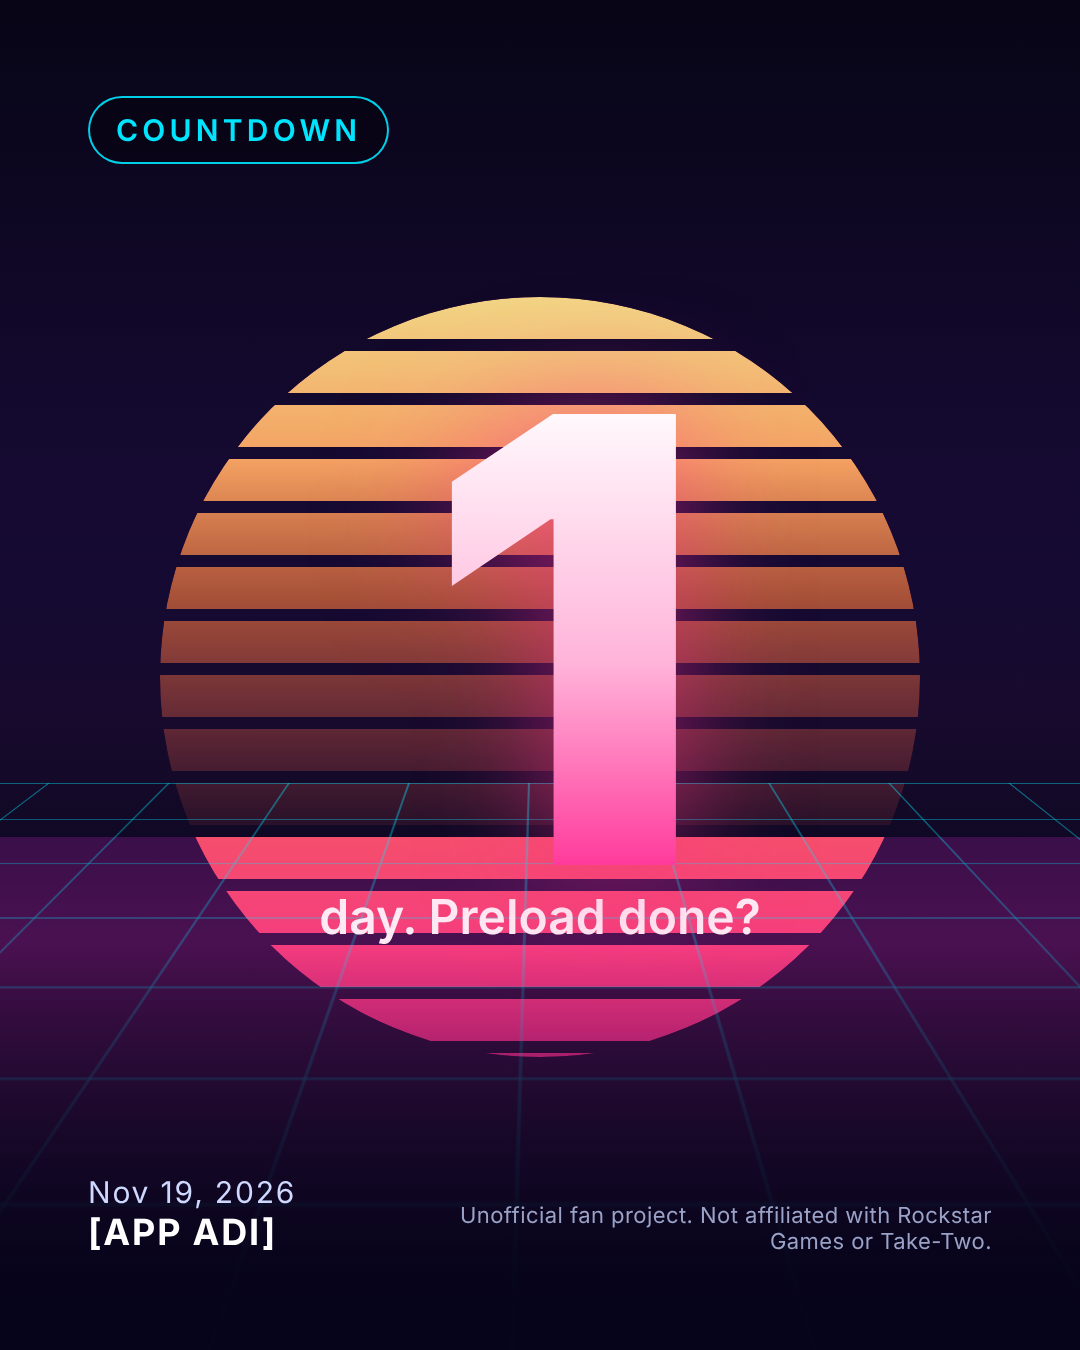 COUNTDOWN
1
day. Preload done?
Nov 19, 2026
[APP ADI]
Unofficial fan project. Not affiliated with Rockstar
Games or Take-Two.